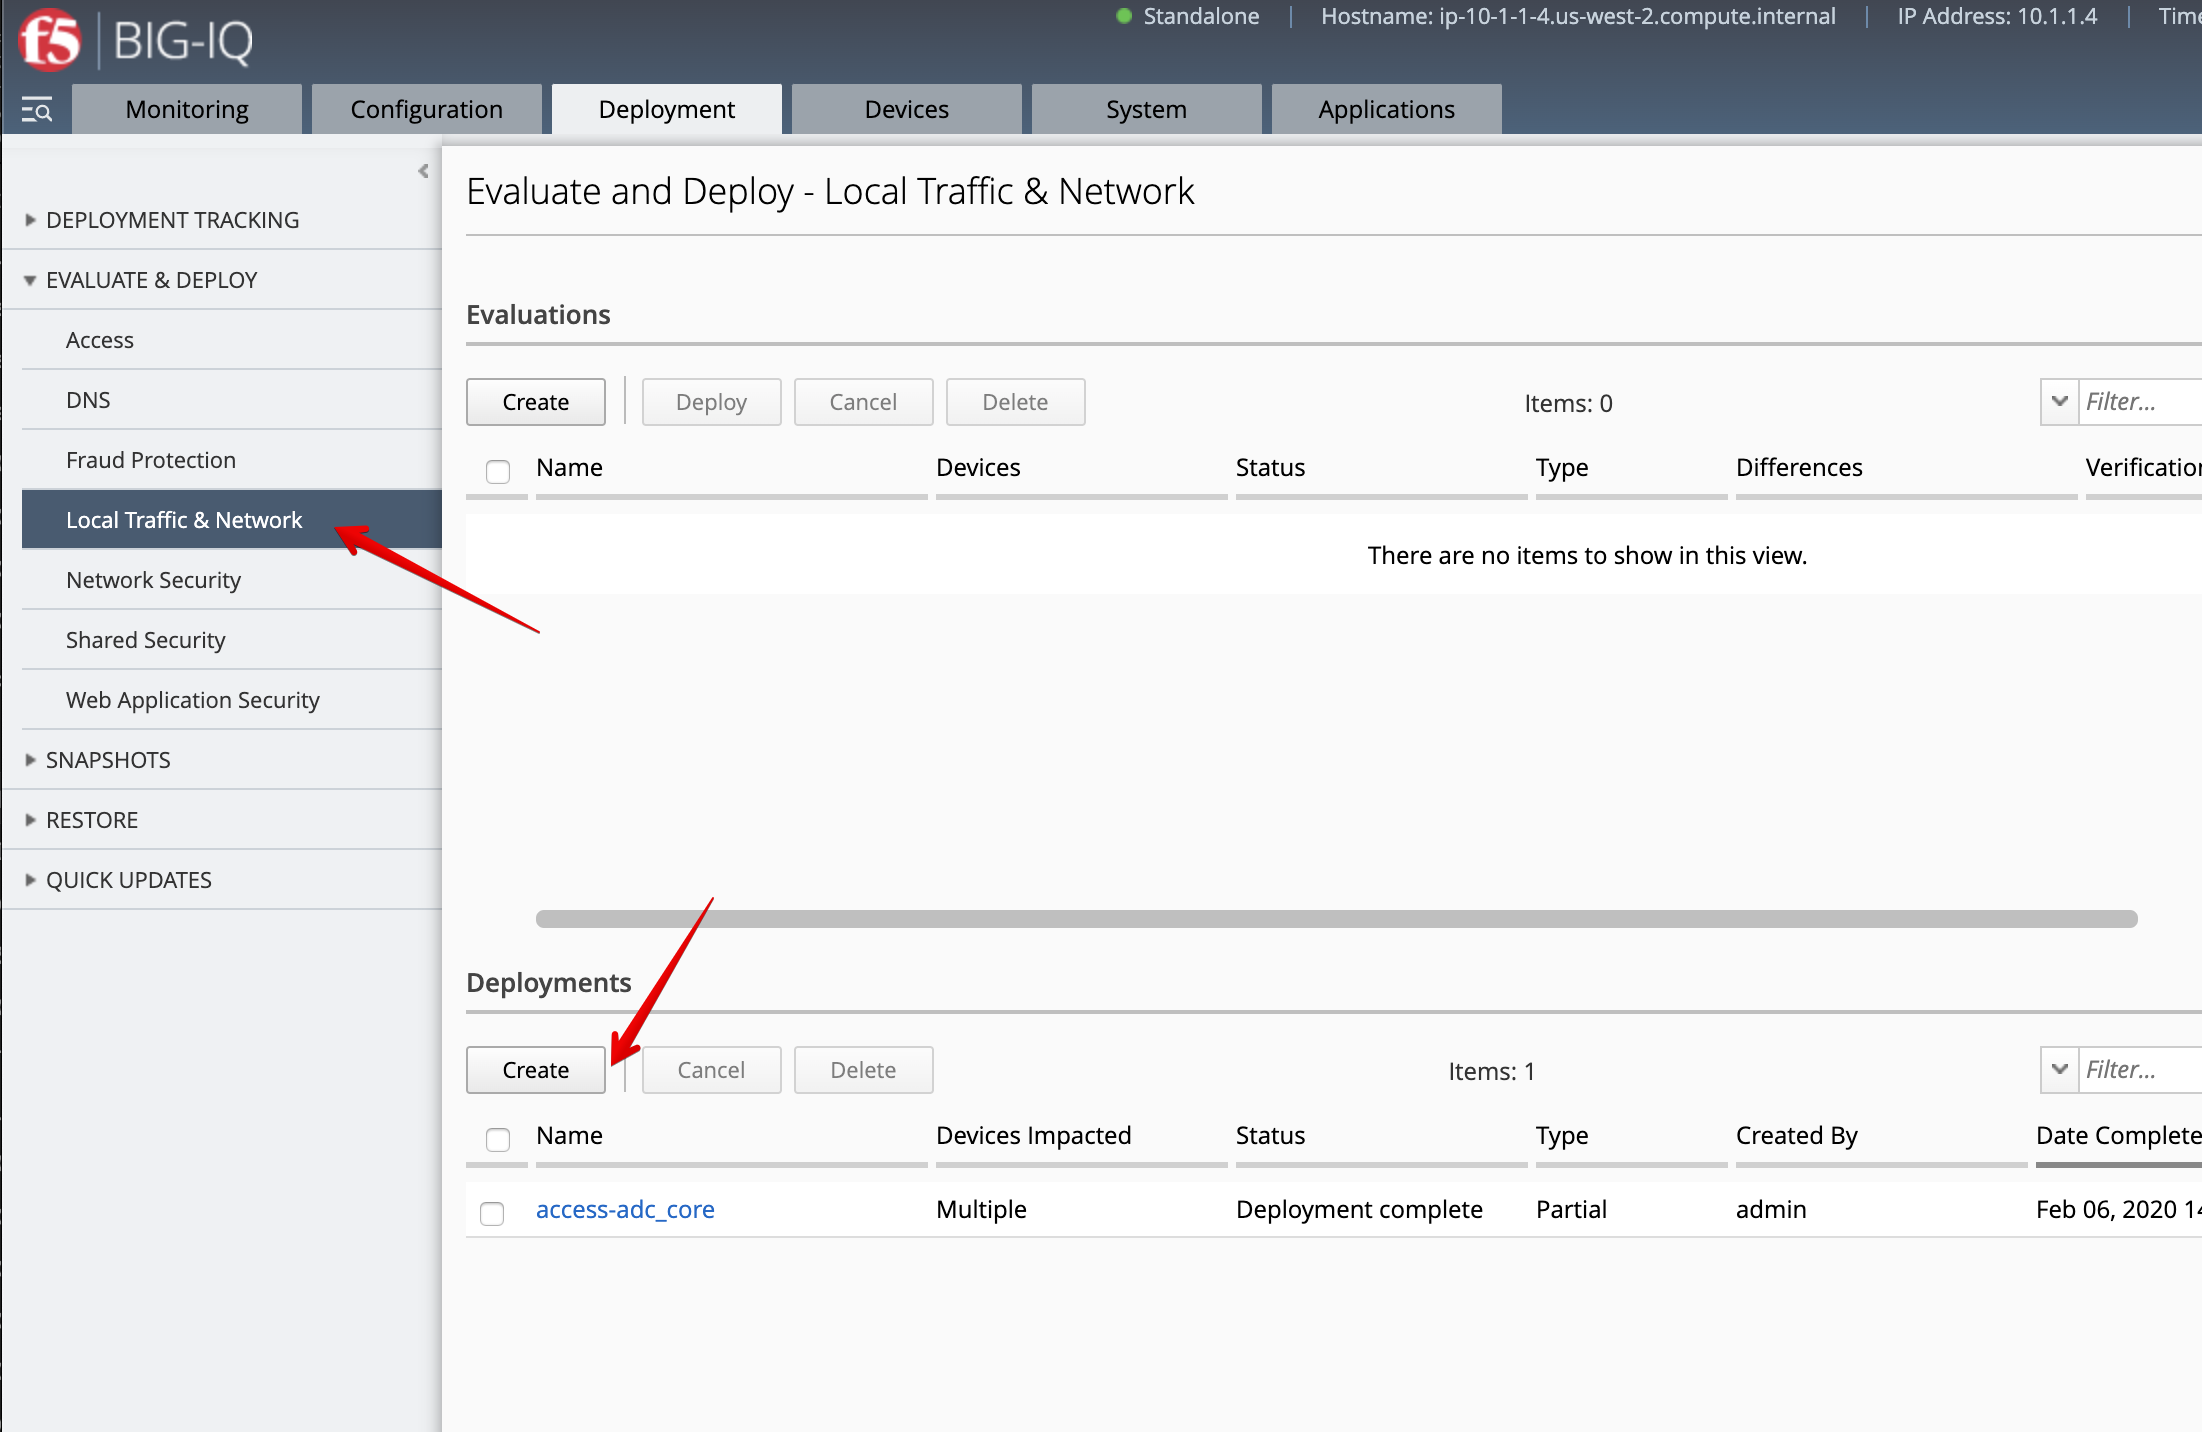 f5 BIG-IQ
Standalone | Hostname: ip-10-1-1-4.us-west-2.compute.internal | IP Address: 10.1.1.4 | Time
Monitoring Configuration Deployment Devices System Applications
DEPLOYMENT TRACKING
EVALUATE & DEPLOY
Access
DNS
Fraud Protection
Local Traffic & Network
Network Security
Shared Security
Web Application Security
SNAPSHOTS
RESTORE
QUICK UPDATES
Evaluate and Deploy - Local Traffic & Network
Evaluations
Create Deploy Cancel Delete Items: 0 Filter...
Name Devices Status Type Differences Verification
There are no items to show in this view.
Deployments
Create Cancel Delete Items: 1 Filter...
Name Devices Impacted Status Type Created By Date Complete
access-adc_core Multiple Deployment complete Partial admin Feb 06, 2020 14